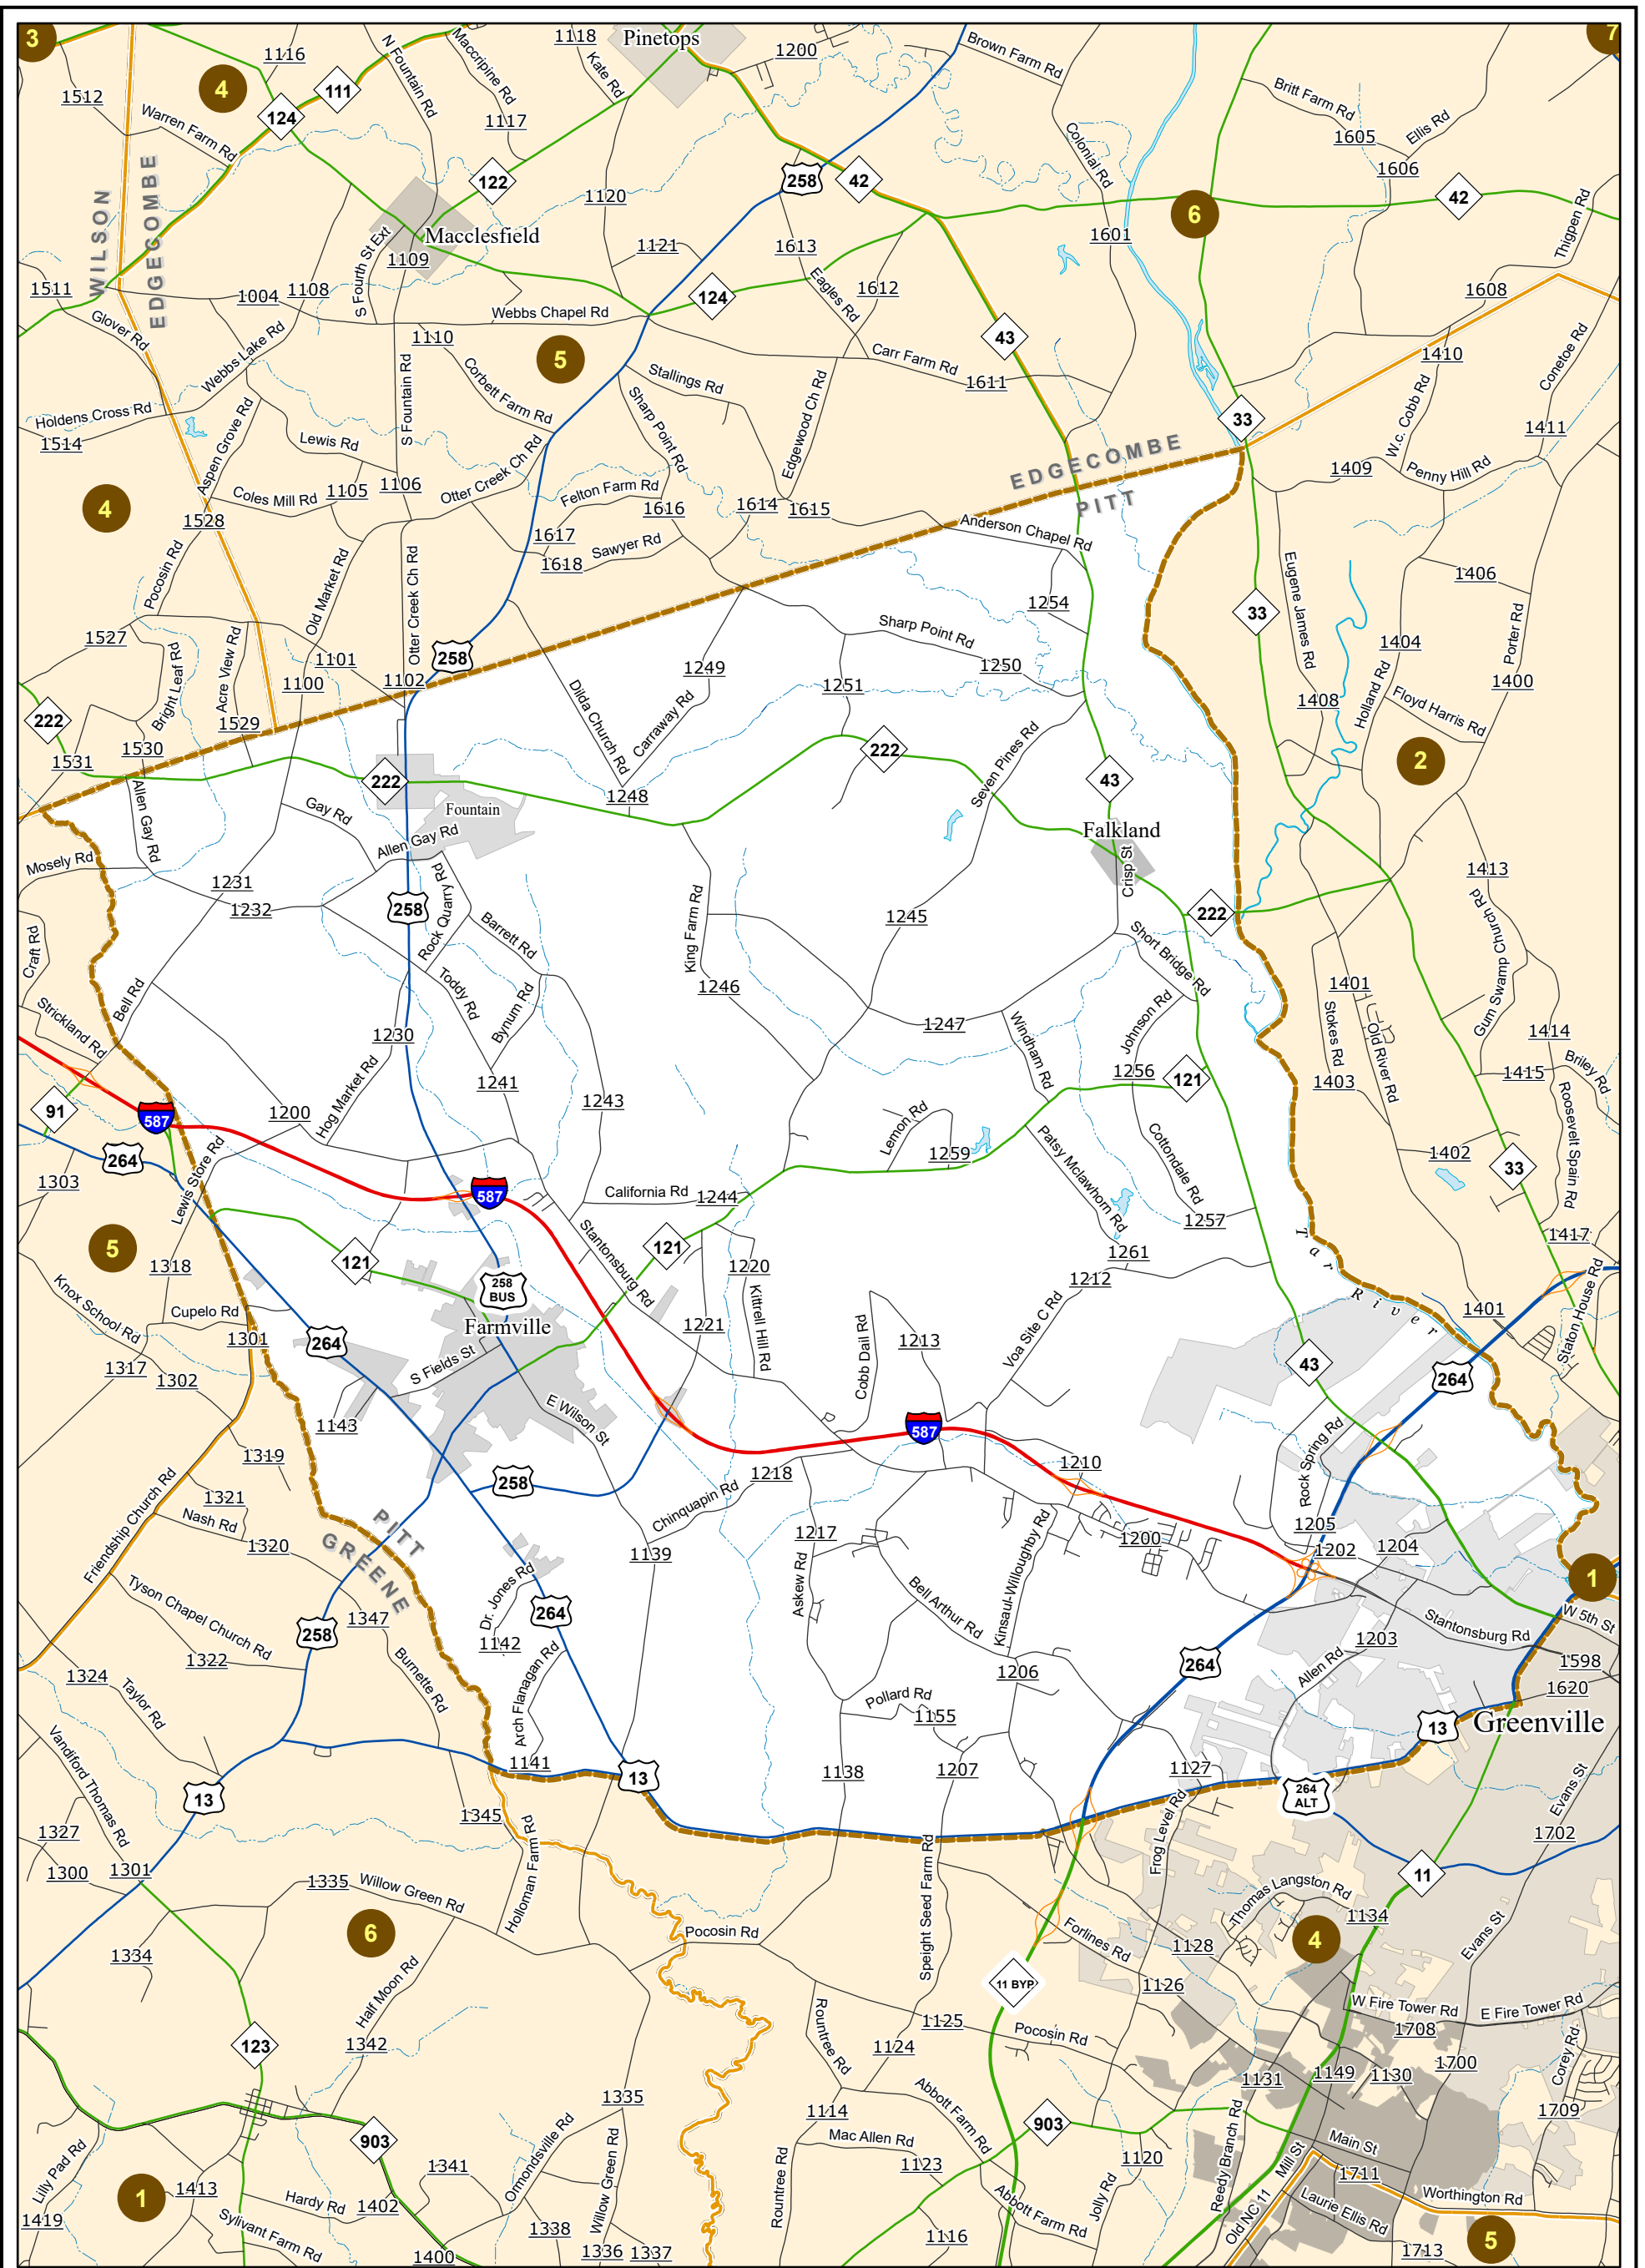 3
4
1116
N Fountain Rd
Maccripine Rd
1118
Kate Rd
Pinetops
1200
Brown Farm Rd
7
1512
Warren Farm Rd
124
111
1117
Britt Farm Rd
1605
Ellis Rd
1606
Colonial Rd
WILSON
EDGECOMBE
122
1120
258
42
6
42
Thigpen Rd
Macclesfield
1109
S Fourth St Ext
1121
1613
1601
1511
1004
1108
Eagles Rd
1612
124
1608
Glover Rd
Webbs Chapel Rd
43
Webbs Lake Rd
1110
5
Carr Farm Rd
1611
1410
Conetoe Rd
Corbett Farm Rd
Stallings Rd
Holdens Cross Rd
1514
S Fountain Rd
Sharp Point Rd
Edgewood Ch Rd
33
W.c. Cobb Rd
1411
Aspen Grove Rd
Lewis Rd
EDGECOMBE
PITT
1409
Penny Hill Rd
4
Coles Mill Rd
1105
1106
Otter Creek Ch Rd
Felton Farm Rd
1616
1614
1615
1528
1617
1618
Sawyer Rd
Anderson Chapel Rd
Pocosin Rd
Old Market Rd
Otter Creek Ch Rd
1254
33
Eugene James Rd
1406
1527
Bright Leaf Rd
Acre View Rd
1101
1100
1102
258
1249
Sharp Point Rd
1250
1251
1404
Porter Rd
1400
222
1529
1530
1531
Dilda Church Rd
Carraway Rd
1408
Holland Rd
Floyd Harris Rd
222
222
Seven Pines Rd
43
2
1248
Allen Gay Rd
Gay Rd
Fountain
Allen Gay Rd
Falkland
Crisp St
Mosely Rd
1231
1232
258
Rock Quarry Rd
Barrett Rd
King Farm Rd
1245
222
1413
Gum Swamp Church Rd
Craft Rd
Short Bridge Rd
Bell Rd
Toddy Rd
Bynum Rd
1246
1401
Strickland Rd
1230
1247
Windham Rd
Johnson Rd
Stokes Rd
Old River Rd
1414
Briley Rd
91
587
1200
Hog Market Rd
1241
1243
1256
121
1403
1415
Roosevelt Spain Rd
264
Lemon Rd
1259
Patsy Mclawhorn Rd
Cottondale Rd
1402
33
1303
Lewis Store Rd
587
California Rd
1244
1257
1417
5
1318
121
Stantonsburg Rd
121
1261
Tar River
Knox School Rd
258 BUS
1220
1212
Staton House Rd
Cupelo Rd
1301
264
Farmville
1221
Kittrell Hill Rd
Cobb Dail Rd
1213
Voa Site C Rd
1401
1317
1302
S Fields St
43
264
1143
E Wilson St
587
1319
1218
1210
Rock Spring Rd
258
Chinquapin Rd
Friendship Church Rd
1321
Nash Rd
1320
PITT
GREENE
1139
1217
Kinsaul-Willoughby Rd
1200
1205
1202
1204
Tyson Chapel Church Rd
Dr. Jones Rd
1142
264
Askew Rd
Bell Arthur Rd
1
1347
258
1322
Burnette Rd
Arch Flanagan Rd
1206
264
Allen Rd
1203
Stantonsburg Rd
W 5th St
1598
1324
Taylor Rd
Pollard Rd
1155
1620
Greenville
13
Vandiford Thomas Rd
13
1141
13
1138
1207
1127
264 ALT
1345
Frog Level Rd
Evans St
1702
1327
1300
1301
1335
Willow Green Rd
Holloman Farm Rd
11
6
Pocosin Rd
Speight Seed Farm Rd
Forlines Rd
Thomas Langston Rd
1134
4
Evans St
1334
Half Moon Rd
11 BYP
1128
1126
W Fire Tower Rd
E Fire Tower Rd
1708
123
1342
Rountree Rd
1124
1125
Pocosin Rd
1149
1130
1700
Corey Rd
1131
903
1335
1114
Abbott Farm Rd
903
1709
Mac Allen Rd
1123
1120
Reedy Branch Rd
Main St
Lilly Pad Rd
1
1413
Hardy Rd
1402
1341
Ormondsville Rd
Willow Green Rd
Rountree Rd
Jolly Rd
Mill St
1711
Worthington Rd
1419
Sylivant Farm Rd
1400
1338
1336
1337
1116
Abbott Farm Rd
Old NC 11
Laurie Ellis Rd
1713
5